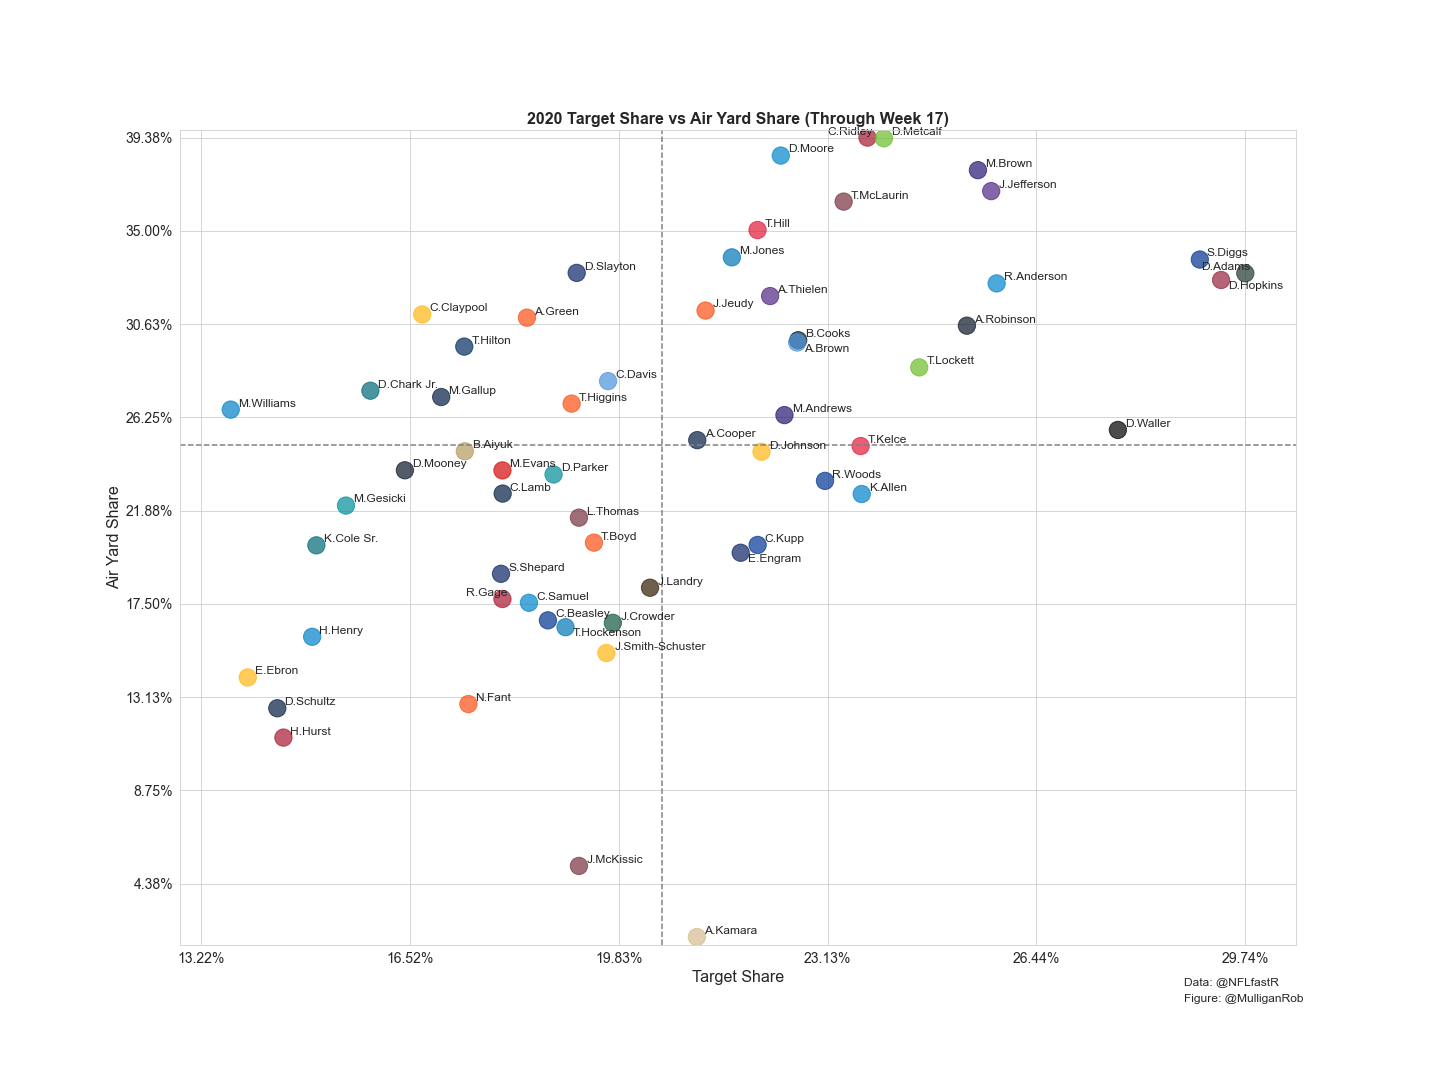 2020 Target Share vs Air Yard Share (Through Week 17)
39.38%
C.Ridley
D.Metcalf
D.Moore
M.Brown
J.Jefferson
T.McLaurin
35.00%
T.Hill
M.Jones
S.Diggs
D.Slayton
D.Adams
R.Anderson
D.Hopkins
A.Thielen
J.Jeudy
C.Claypool
A.Green
30.63%
A.Robinson
B.Cooks
T.Hilton
A.Brown
T.Lockett
C.Davis
D.Chark Jr.
M.Gallup
T.Higgins
M.Williams
M.Andrews
26.25%
D.Waller
A.Cooper
T.Kelce
B.Aiyuk
D.Johnson
D.Mooney
M.Evans
D.Parker
R.Woods
C.Lamb
K.Allen
M.Gesicki
21.88%
L.Thomas
T.Boyd
K.Cole Sr.
C.Kupp
E.Engram
S.Shepard
J.Landry
R.Gage
C.Samuel
17.50%
C.Beasley
J.Crowder
H.Henry
T.Hockenson
J.Smith-Schuster
E.Ebron
13.13%
N.Fant
D.Schultz
H.Hurst
8.75%
J.McKissic
4.38%
A.Kamara
Air Yard Share
13.22% 16.52% 19.83% 23.13% 26.44% 29.74%
Target Share
Data: @NFLfastR
Figure: @MulliganRob